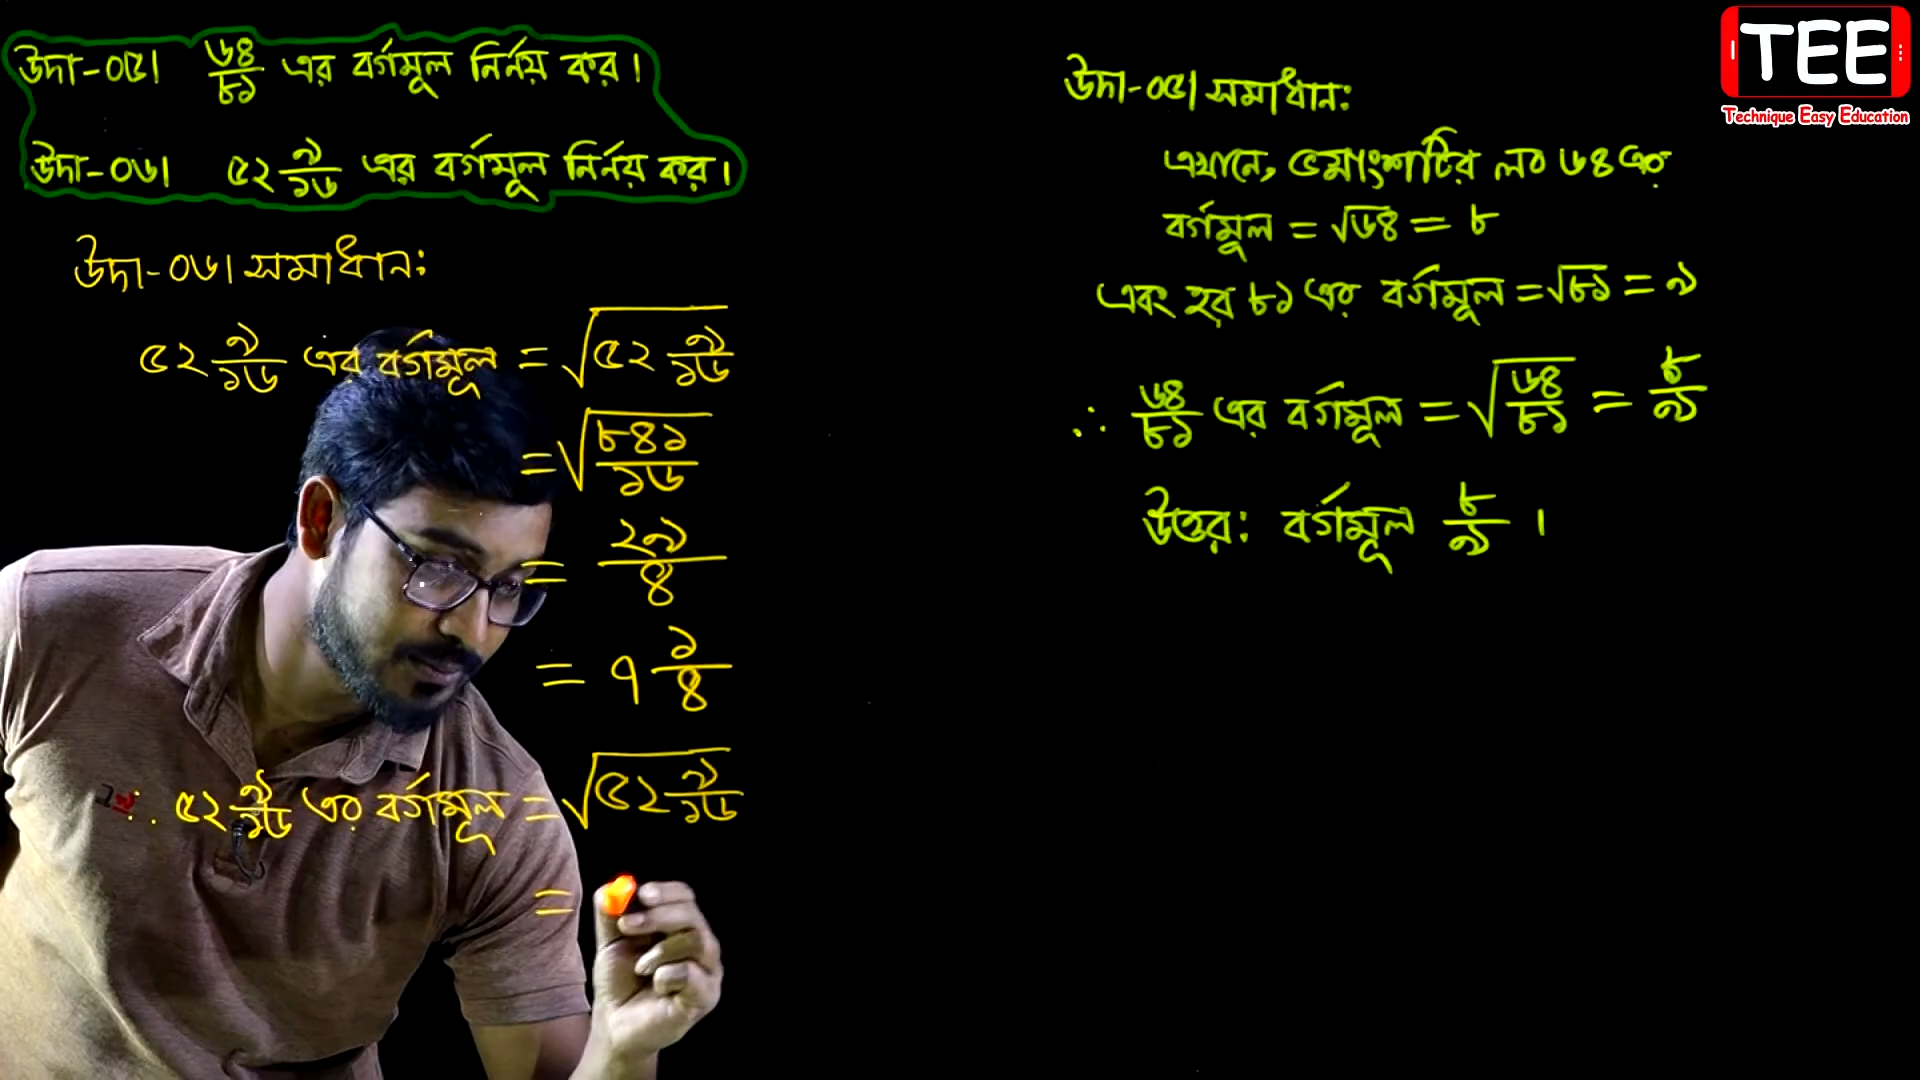 উদা-০৫। ৬৪/৮১ এর বর্গমূল নির্নয় কর।
উদা-০৬। ৫২ ৯/১৬ এর বর্গমূল নির্নয় কর।
উদা-০৬। সমাধান:
৫২ ৯/১৬ এর বর্গমূল = √(৫২ ৯/১৬)
= √(৮৪১/১৬)
= ২৯/৪
= ৭ ১/৪
∴ ৫২ ৯/১৬ এর বর্গমূল = √(৫২ ৯/১৬)
=
উদা-০৫। সমাধান:
এখানে, ভগ্নাংশটির লব ৬৪ এর
বর্গমূল = √৬৪ = ৮
এবং হর ৮১ এর বর্গমূল = √৮১ = ৯
∴ ৬৪/৮১ এর বর্গমূল = √(৬৪/৮১) = ৮/৯
উত্তর: বর্গমূল ৮/৯ ।
TEE
Technique Easy Education